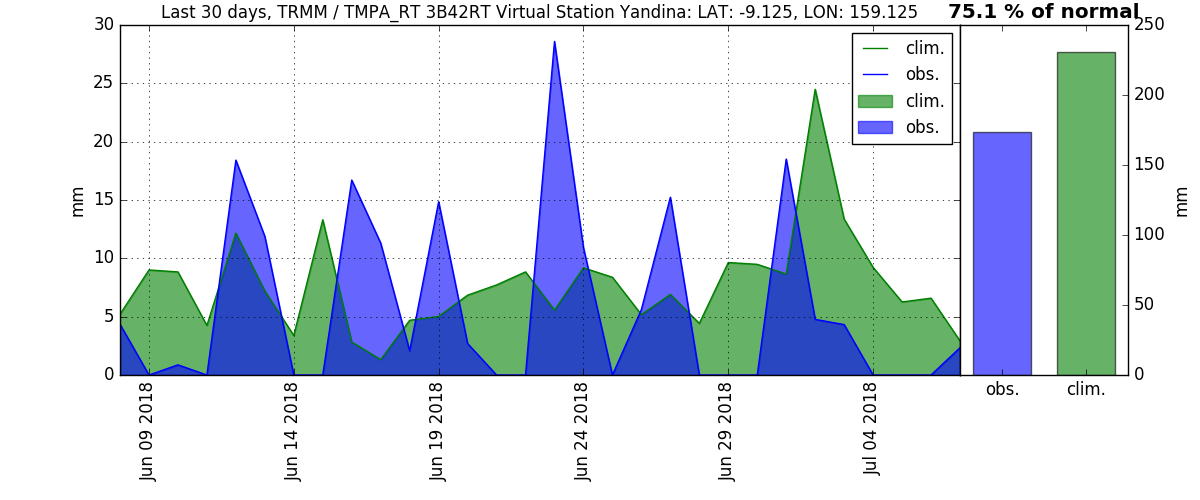 Last 30 days, TRMM / TMPA_RT 3B42RT Virtual Station Yandina: LAT: -9.125, LON: 159.125
75.1 % of normal
30
25
20
15
10
5
0
mm
clim.
obs.
clim.
obs.
Jun 09 2018
Jun 14 2018
Jun 19 2018
Jun 24 2018
Jun 29 2018
Jul 04 2018
250
200
150
100
50
0
mm
obs.
clim.